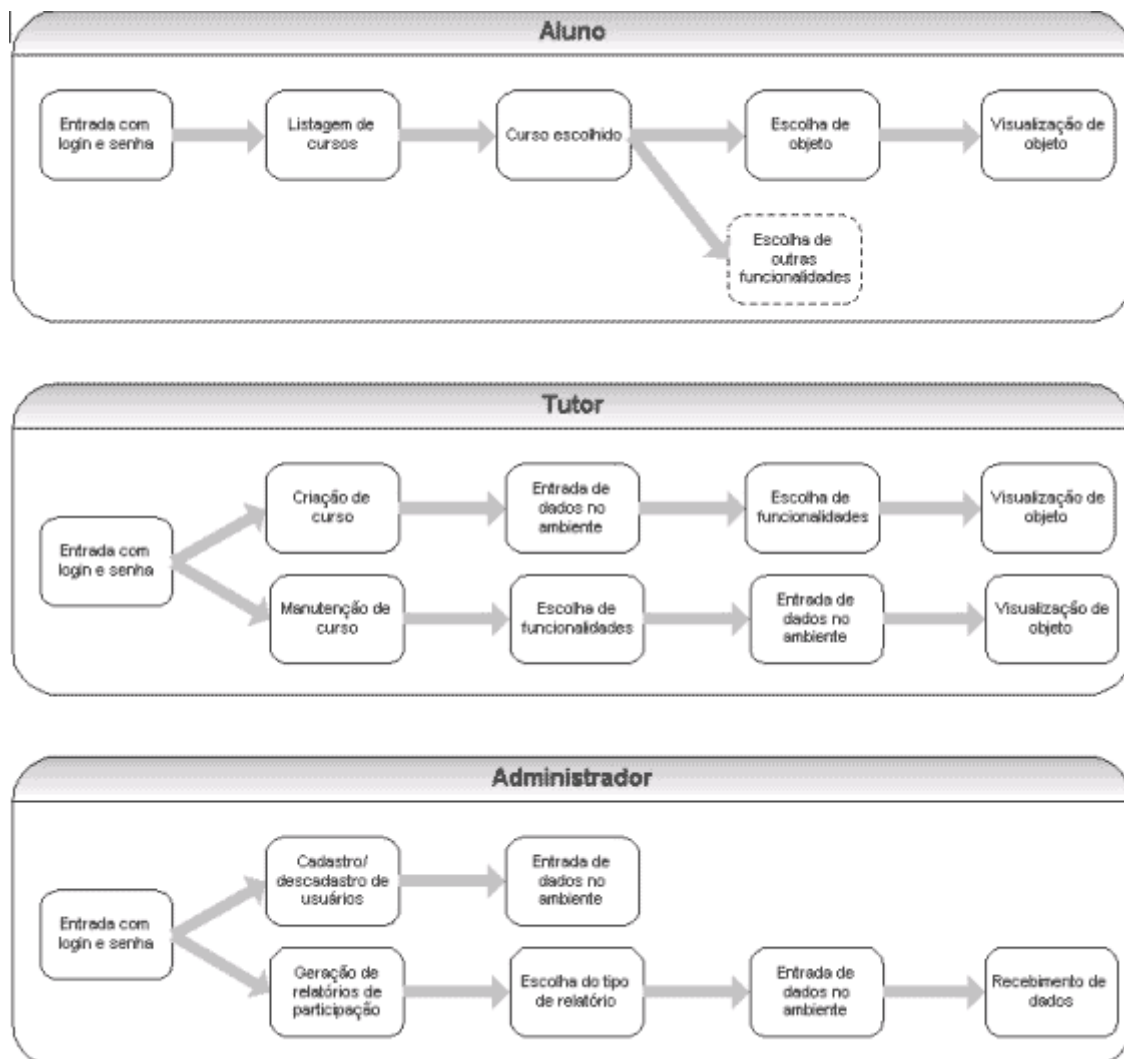 Aluno
Entrada com
login e senha
Listagem de
cursos
Curso escolhido
Escolha de
objeto
Visualização de
objeto
Escolha de
outras
funcionalidades
Tutor
Entrada com
login e senha
Criação de
curso
Entrada de
dados no
ambiente
Escolha de
funcionalidades
Visualização de
objeto
Manutenção de
curso
Escolha de
funcionalidades
Entrada de
dados no
ambiente
Visualização de
objeto
Administrador
Entrada com
login e senha
Cadastro/
descadastro de
usuários
Entrada de
dados no
ambiente
Geração de
relatórios de
participação
Escolha do tipo
de relatório
Entrada de
dados no
ambiente
Recebimento de
dados